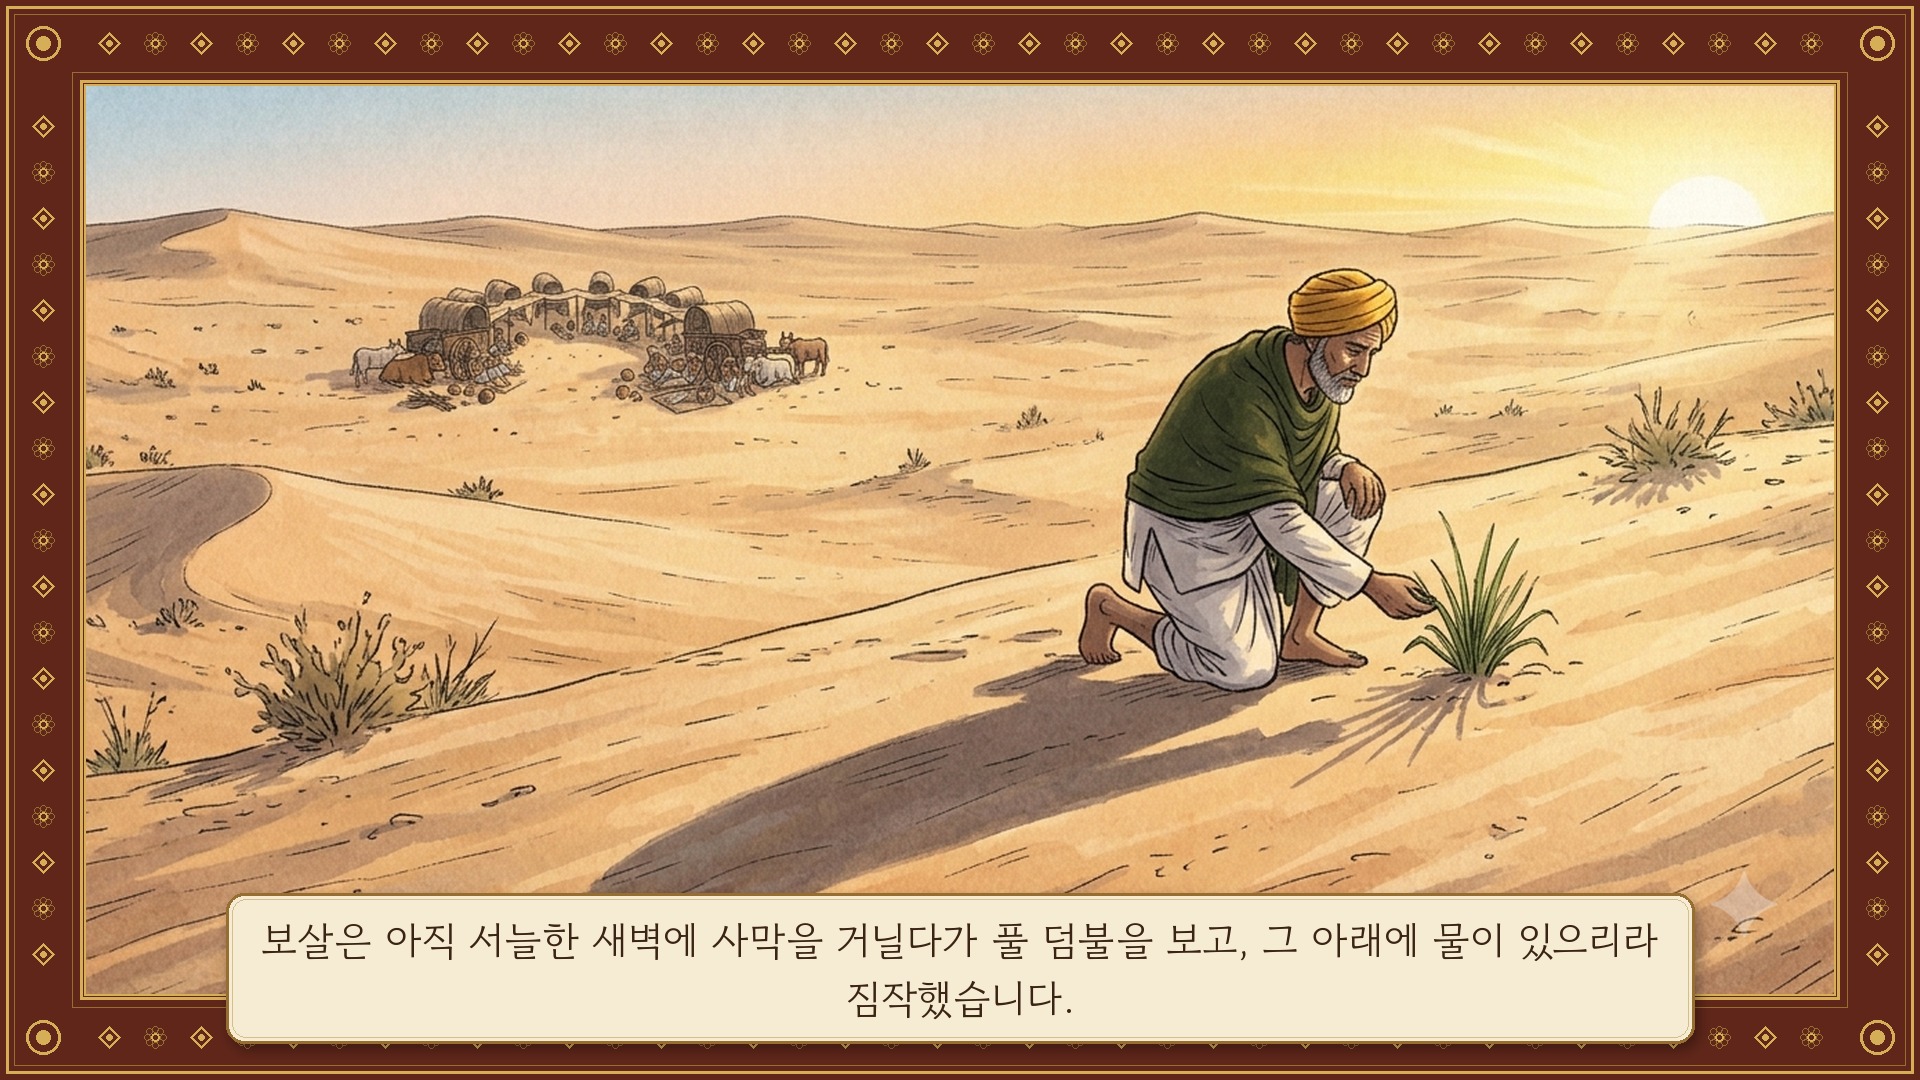 보살은 아직 서늘한 새벽에 사막을 거닐다가 풀 덤불을 보고, 그 아래에 물이 있으리라
짐작했습니다.